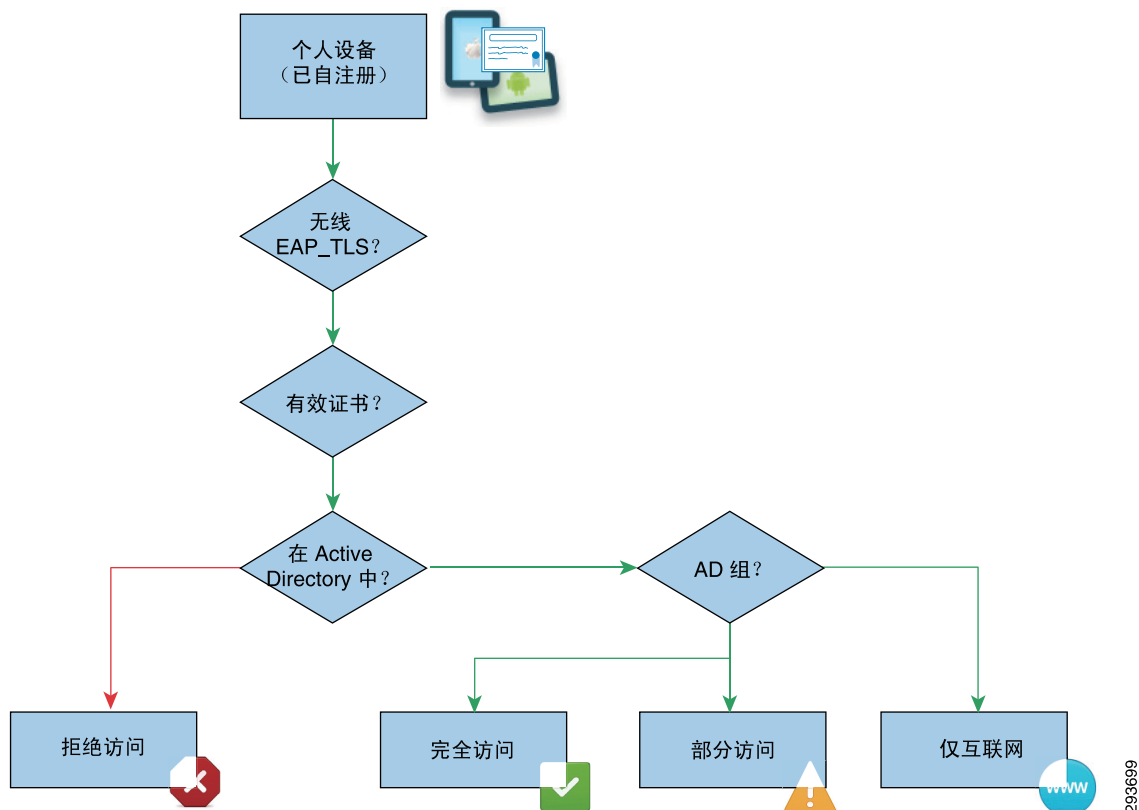 个人设备
（已自注册）
无线
EAP_TLS？
有效证书？
在 Active
Directory 中？
AD 组？
拒绝访问
完全访问
部分访问
仅互联网
www
293699